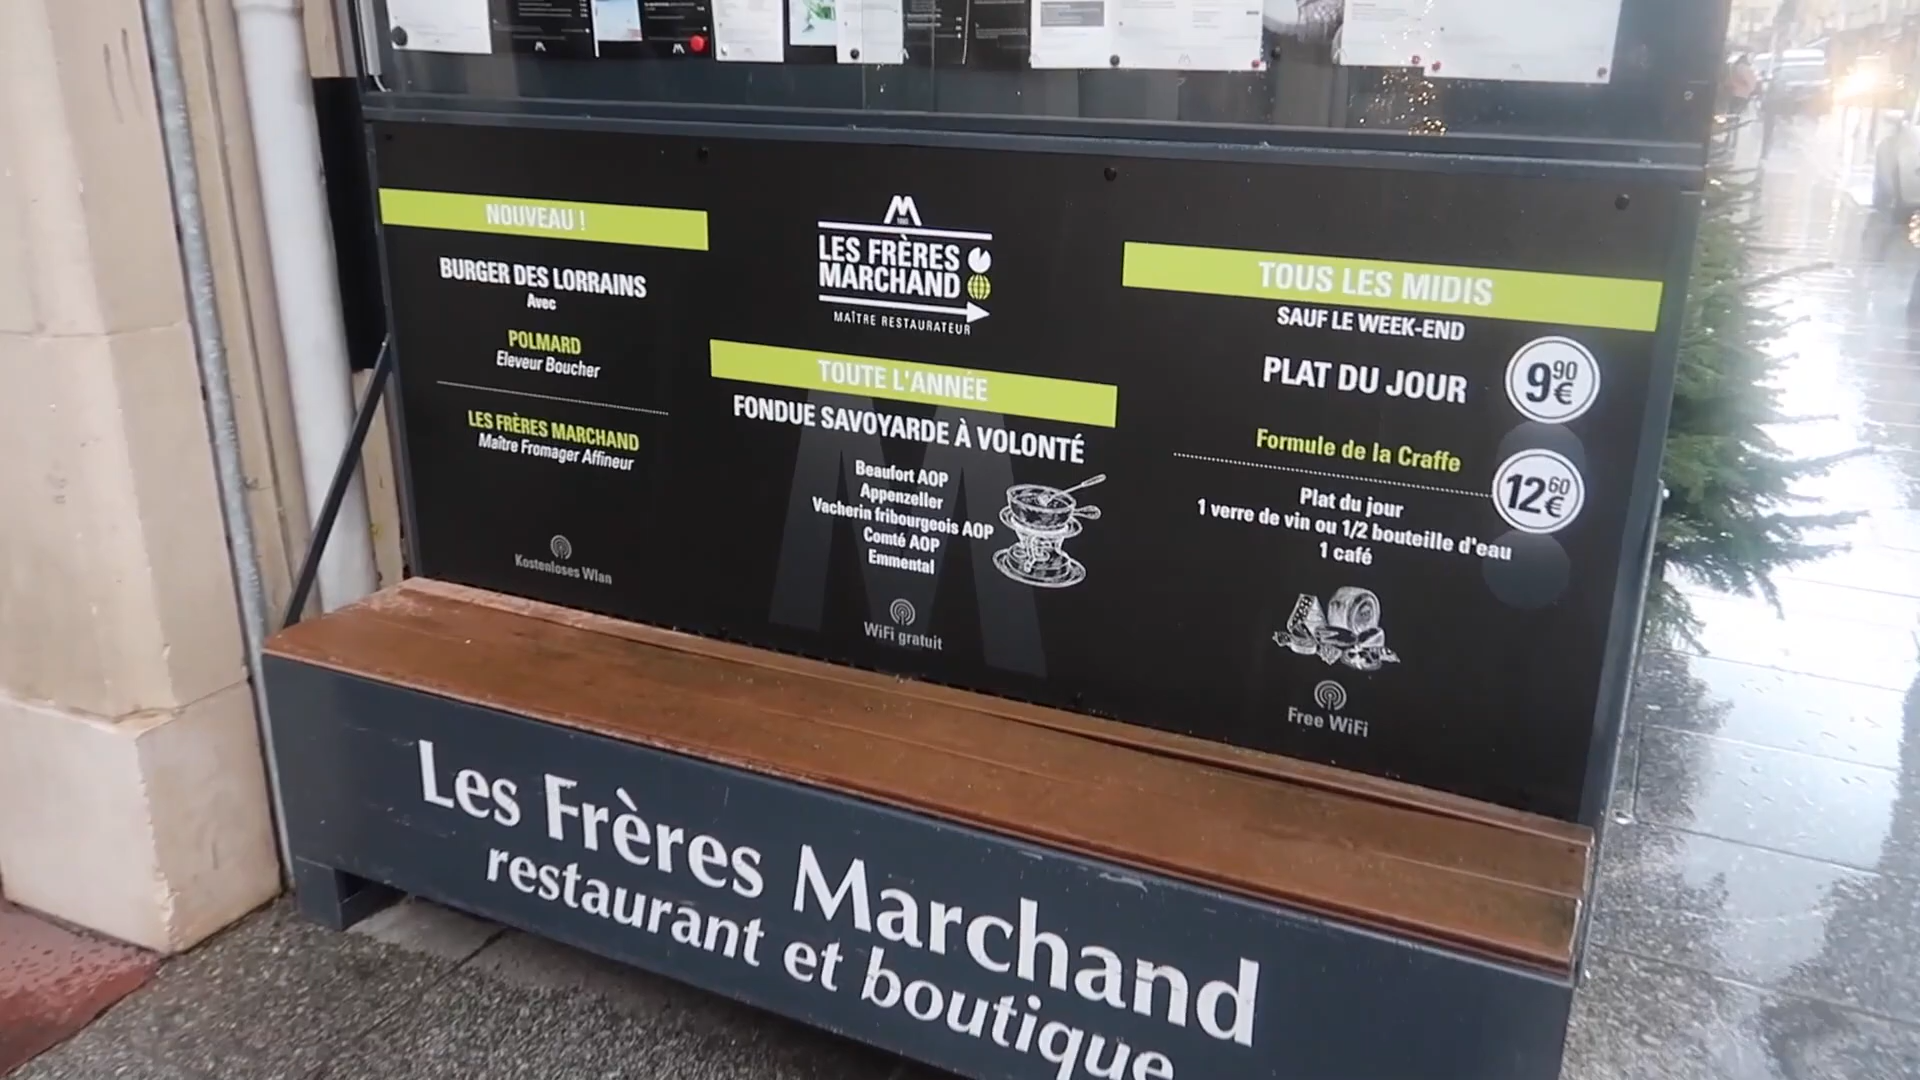 NOUVEAU !
BURGER DES LORRAINS
Avec
POLMARD
Eleveur Boucher
LES FRÈRES MARCHAND
Maître Fromager Affineur
Kostenloses Wlan
M
LES FRÈRES
MARCHAND
MAÎTRE RESTAURATEUR
TOUTE L'ANNÉE
FONDUE SAVOYARDE À VOLONTÉ
Beaufort AOP
Appenzeller
Vacherin fribourgeois AOP
Comté AOP
Emmental
WiFi gratuit
TOUS LES MIDIS
SAUF LE WEEK-END
PLAT DU JOUR
9,90 €
Formule de la Craffe
12,60 €
Plat du jour
1 verre de vin ou 1/2 bouteille d'eau
1 café
Free WiFi
Les Frères Marchand
restaurant et boutique